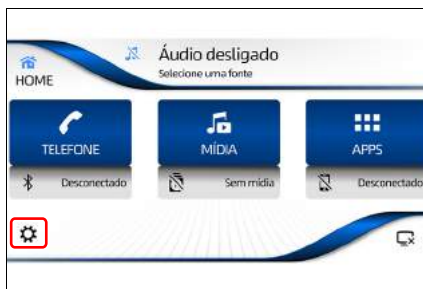 Áudio desligado
Selecione uma fonte
HOME
TELEFONE
MÍDIA
APPS
Desconectado
Sem mídia
Desconectado